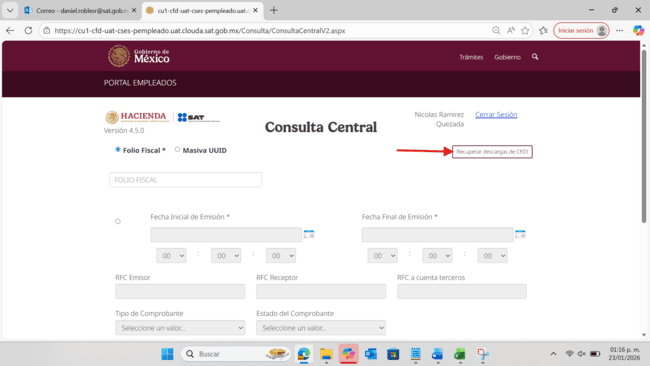 Correo - daniel.roblesr@sat.gob.m
cu1-cfd-uat-cses-pempleado.uat
https://cu1-cfd-uat-cses-pempleado.uat.clouda.sat.gob.mx/Consulta/ConsultaCentralV2.aspx
Iniciar sesión
Gobierno de
México
Trámites
Gobierno
PORTAL EMPLEADOS
HACIENDA
SAT
Versión 4.5.0
Consulta Central
Nicolas Ramirez
Quezada
Cerrar Sesión
Folio Fiscal *
Masiva UUID
Recuperar descargas de CFDI
FOLIO FISCAL
Fecha Inicial de Emisión *
Fecha Final de Emisión *
00 : 00 : 00
00 : 00 : 00
RFC Emisor
RFC Receptor
RFC a cuenta terceros
Tipo de Comprobante
Estado del Comprobante
Seleccione un valor...
Seleccione un valor...
Buscar
01:16 p. m.
23/01/2026